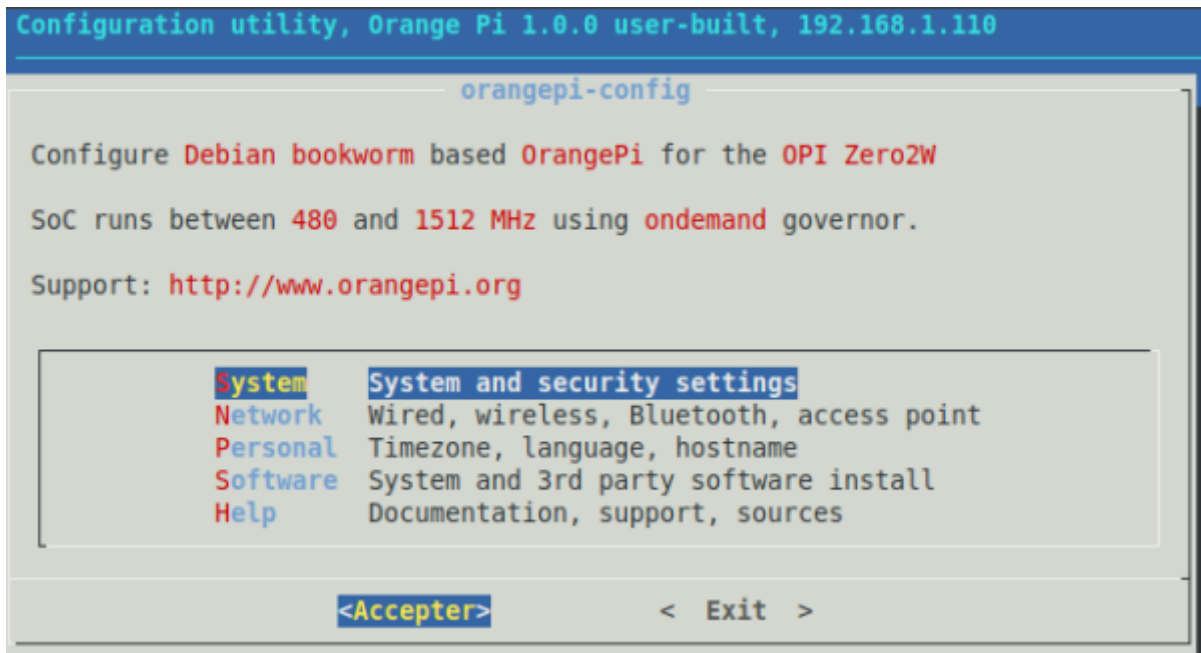 Configuration utility, Orange Pi 1.0.0 user-built, 192.168.1.110
orangepi-config
Configure Debian bookworm based OrangePi for the OPI Zero2W
SoC runs between 480 and 1512 MHz using ondemand governor.
Support: http://www.orangepi.org
System System and security settings
Network Wired, wireless, Bluetooth, access point
Personal Timezone, language, hostname
Software System and 3rd party software install
Help Documentation, support, sources
<Accepter> < Exit >